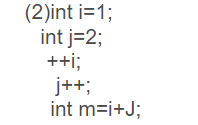 (2)int i=1;
int j=2;
++i;
j++;
int m=i+J;